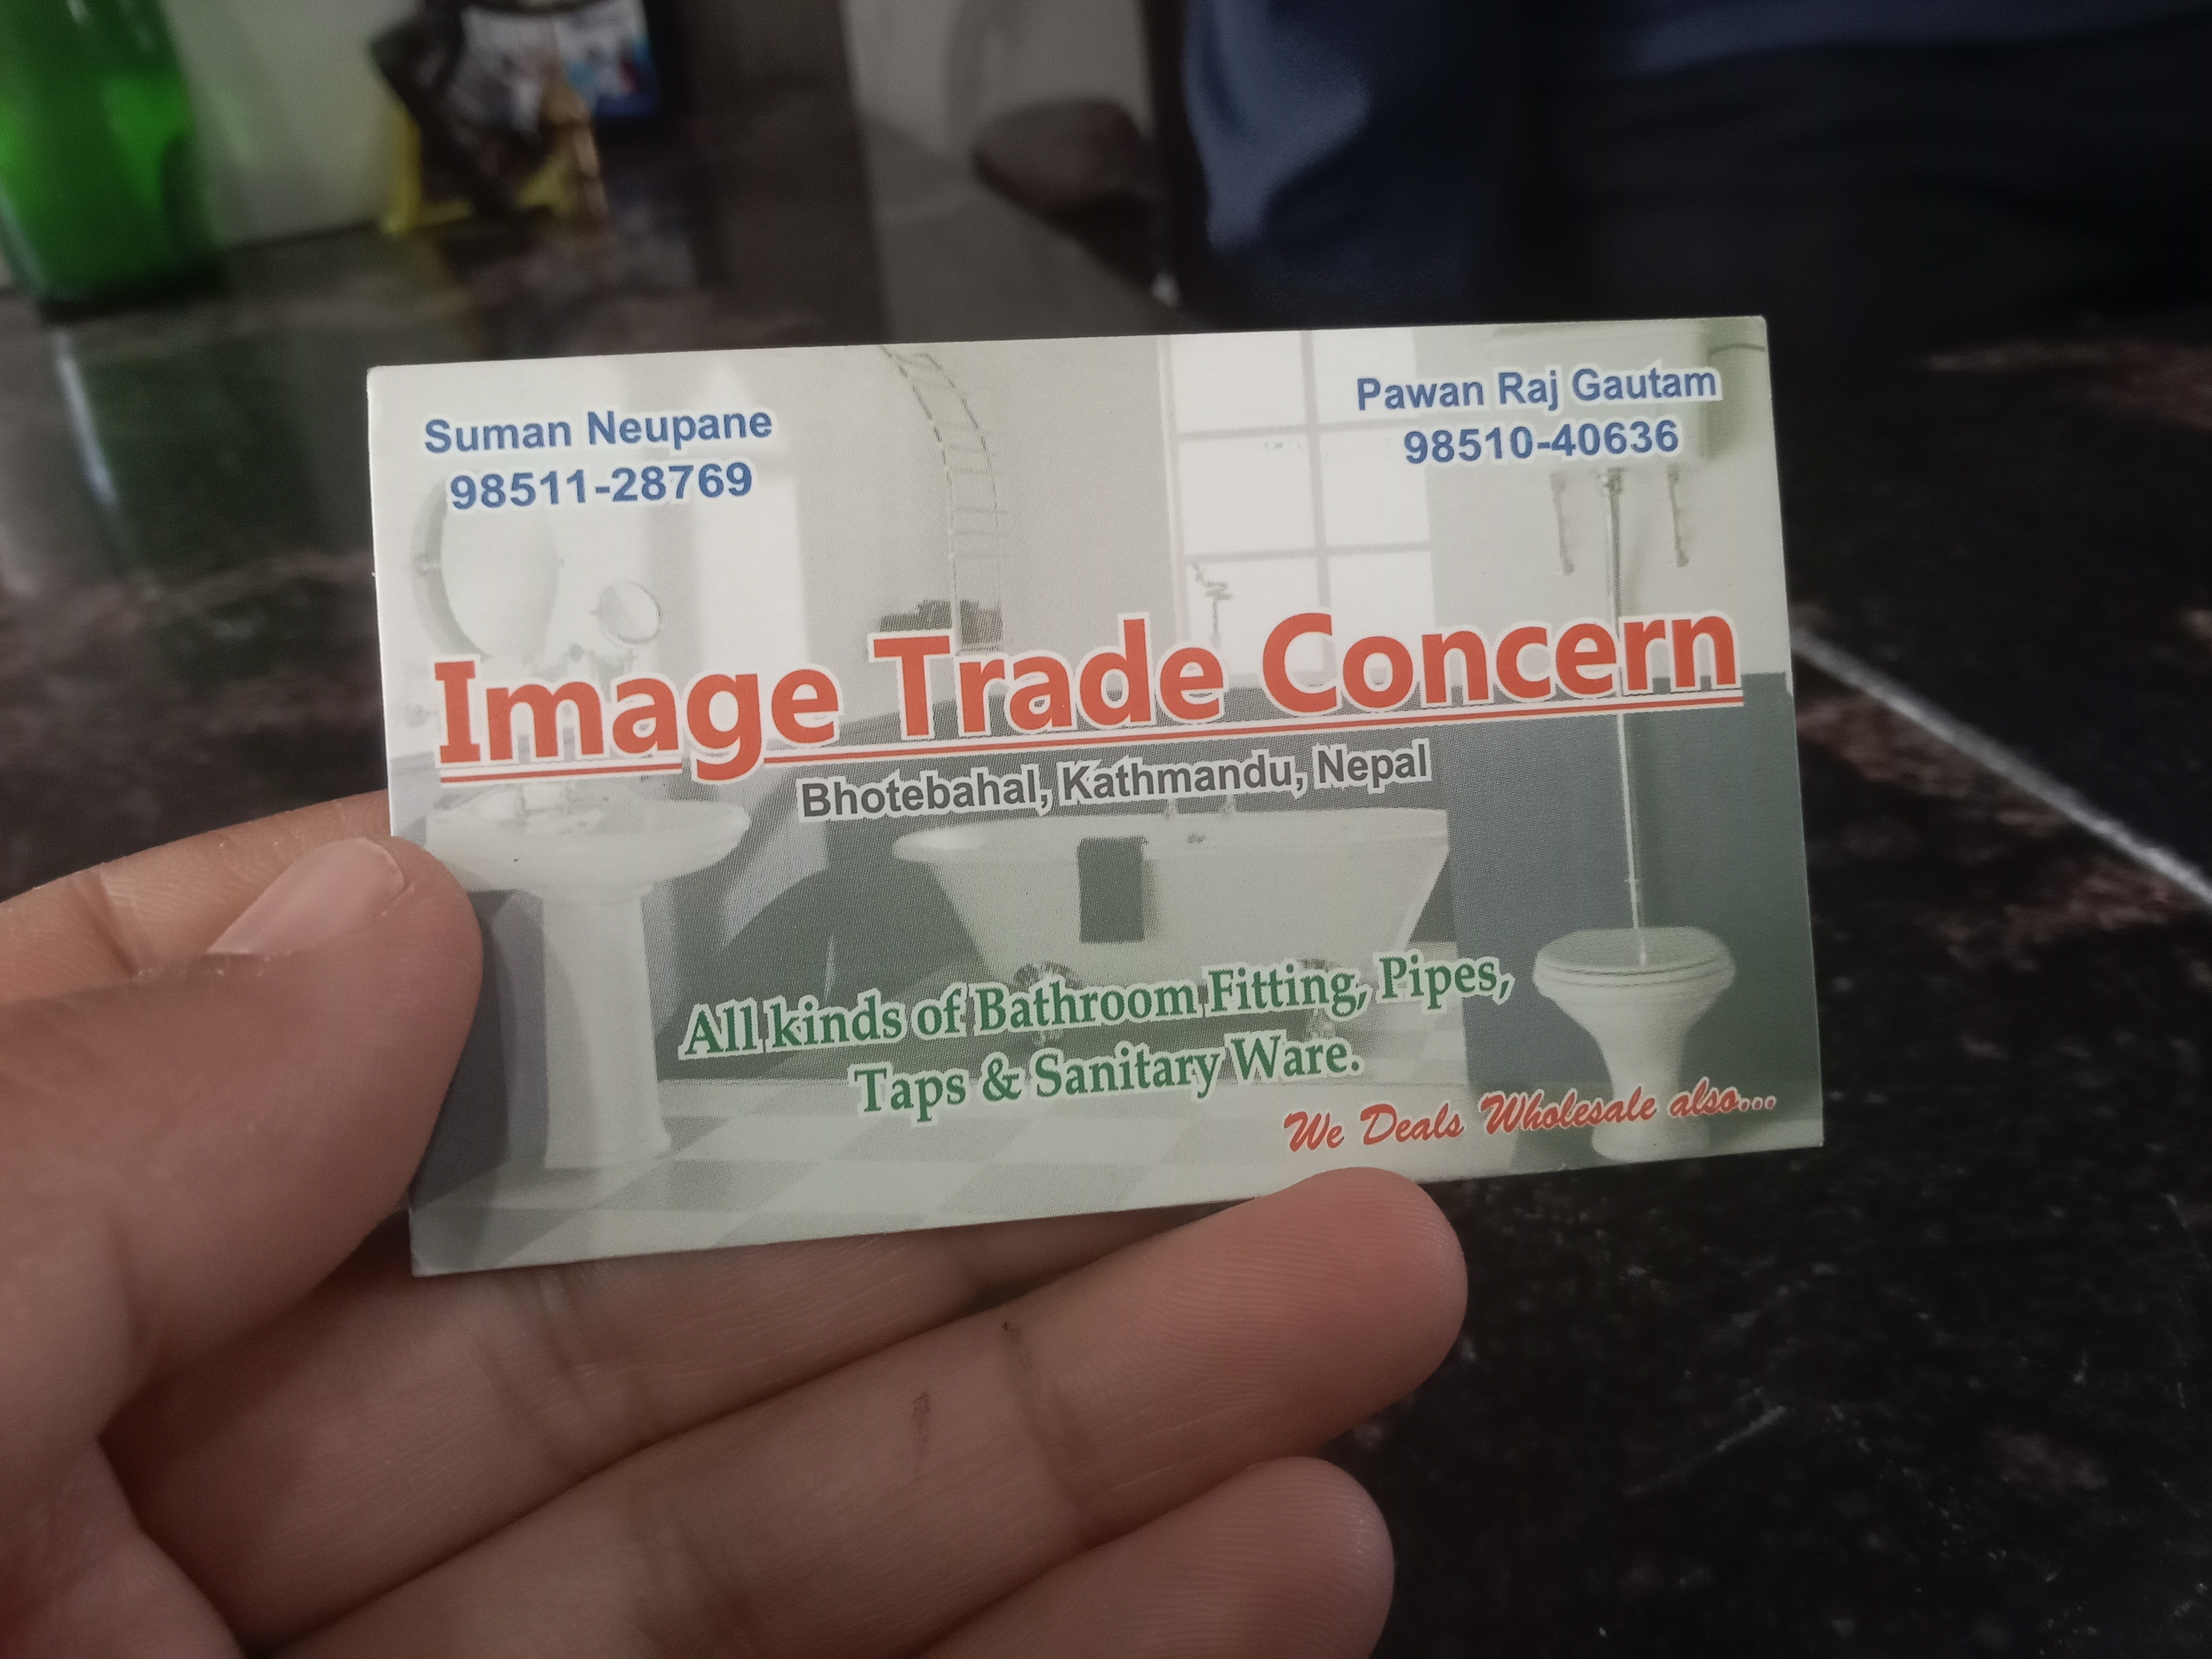 Suman Neupane
98511-28769
Pawan Raj Gautam
98510-40636
Image Trade Concern
Bhotebahal, Kathmandu, Nepal
All kinds of Bathroom Fitting, Pipes,
Taps & Sanitary Ware.
We Deals Wholesale also...